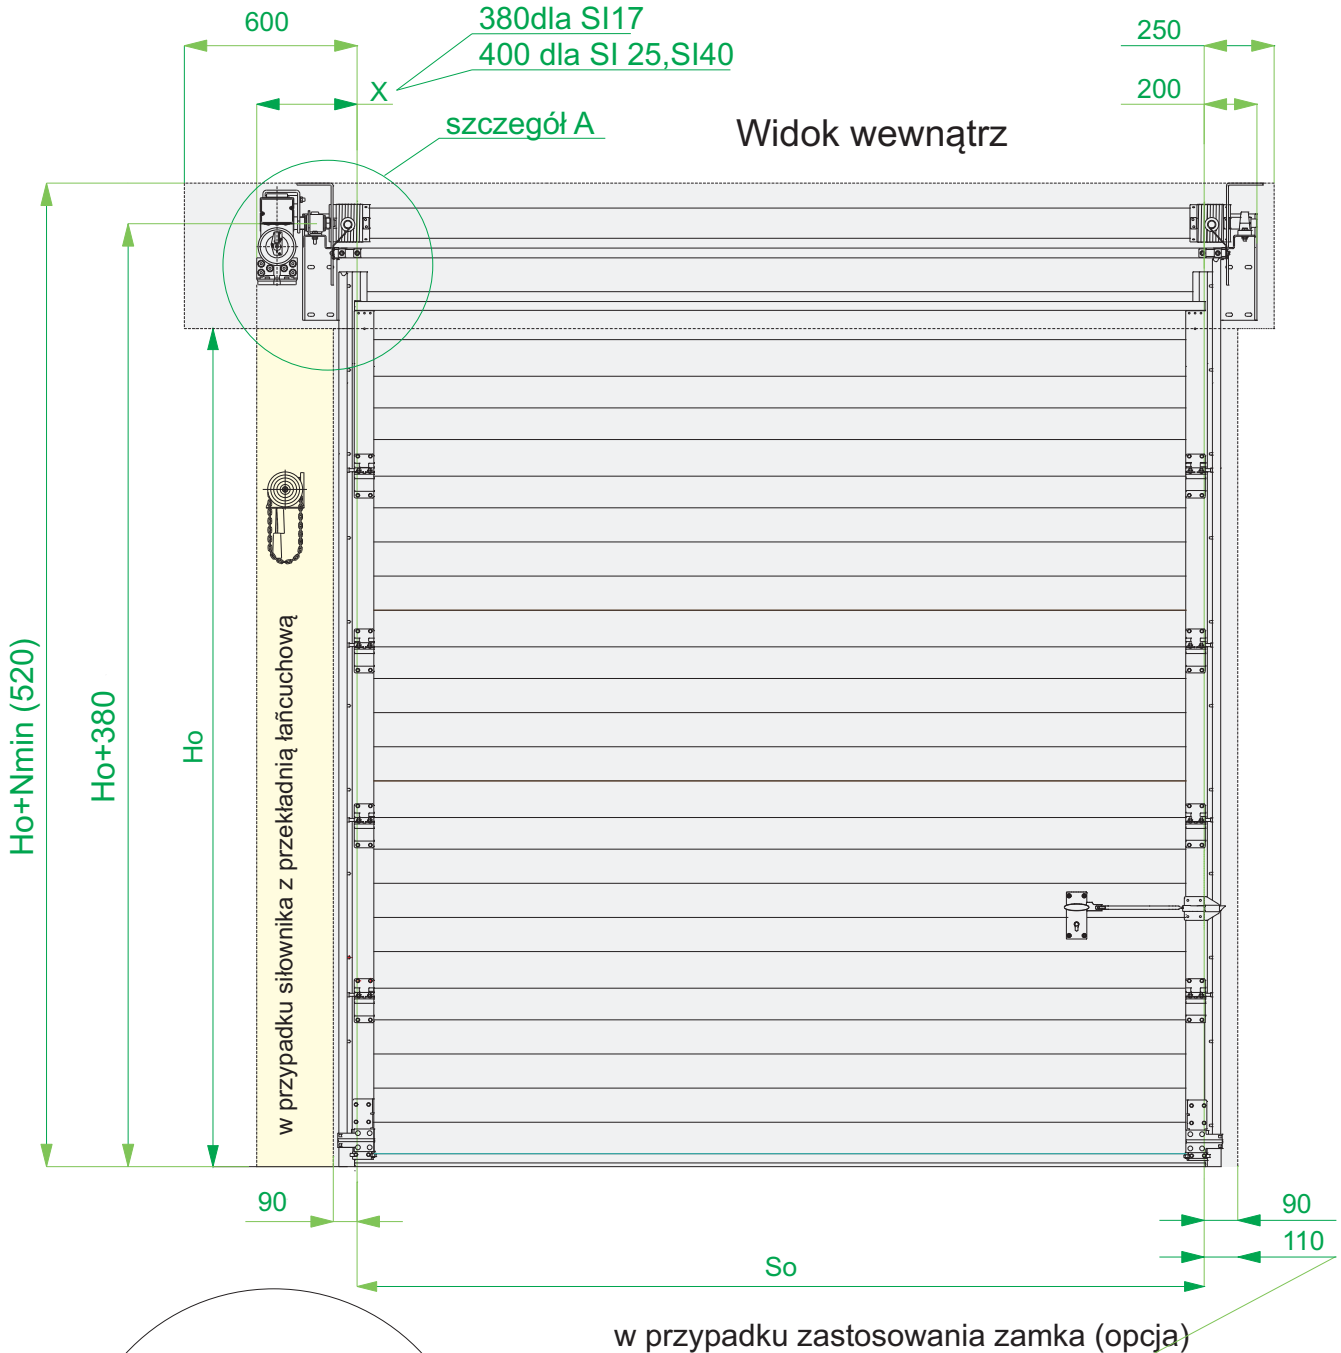 600
380dla SI17
400 dla SI 25,SI40
X
szczegół A
Widok wewnątrz
250
200
Ho+Nmin (520)
Ho+380
Ho
w przypadku siłownika z przekładnią łañcuchową
90
So
90
110
w przypadku zastosowania zamka (opcja)